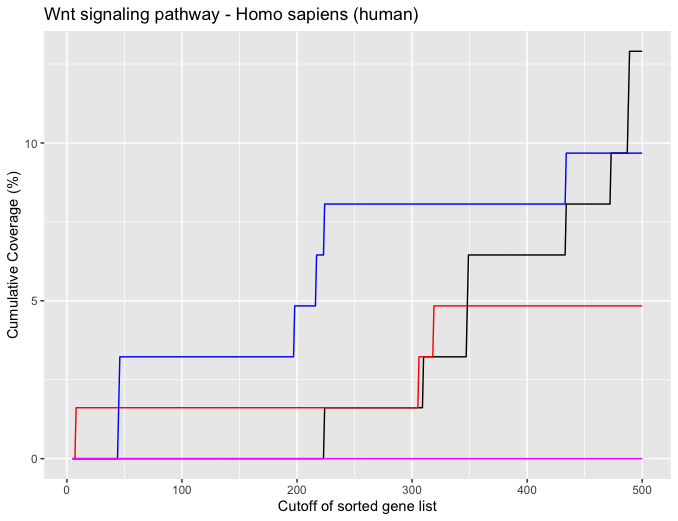 Wnt signaling pathway - Homo sapiens (human)
Cumulative Coverage (%)
10
5
0
0 100 200 300 400 500
Cutoff of sorted gene list